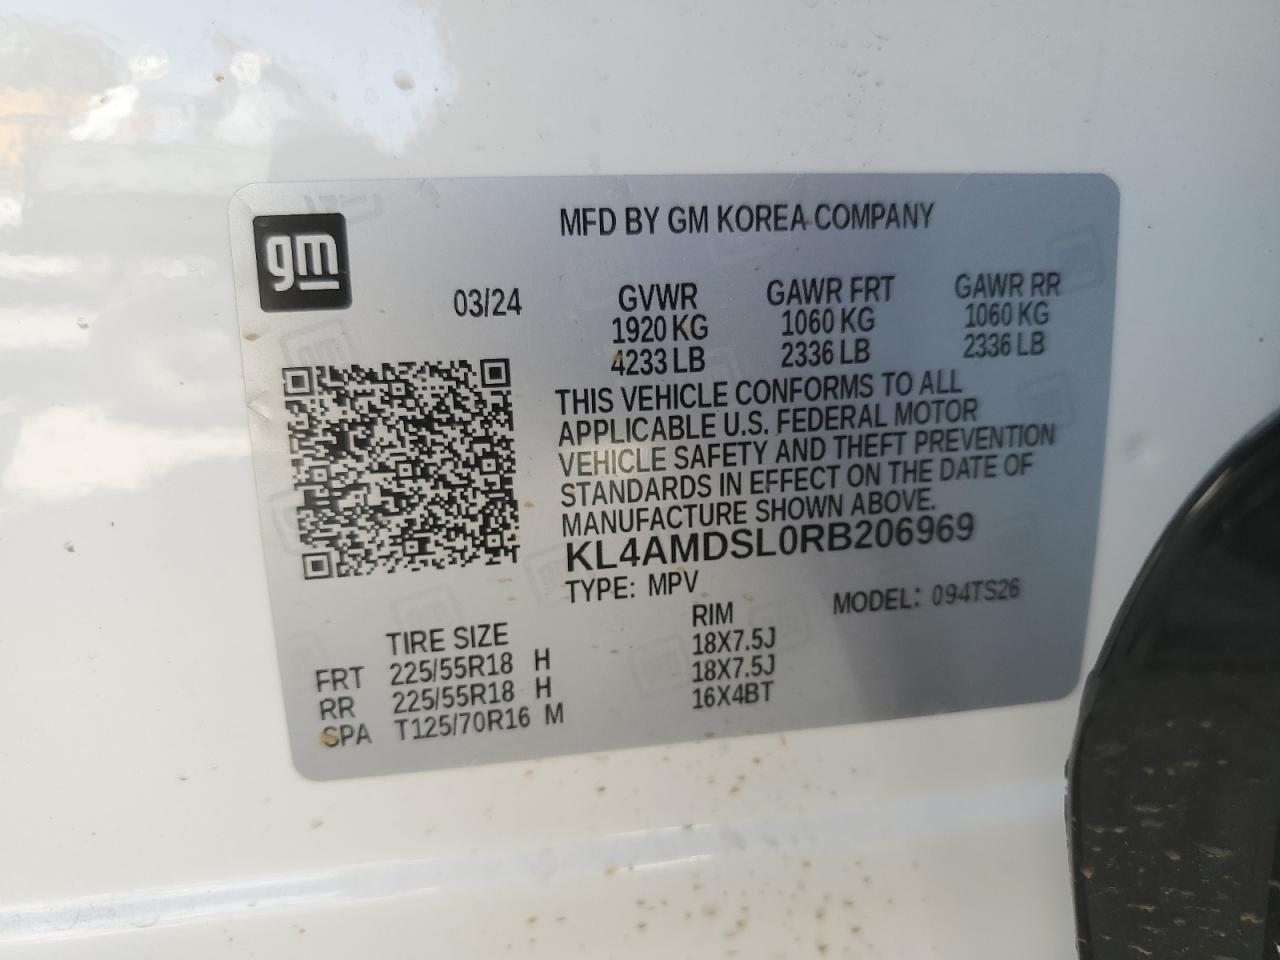 gm
MFD BY GM KOREA COMPANY
03/24
GVWR GAWR FRT GAWR RR
1920 KG 1060 KG 1060 KG
4233 LB 2336 LB 2336 LB
THIS VEHICLE CONFORMS TO ALL
APPLICABLE U.S. FEDERAL MOTOR
VEHICLE SAFETY AND THEFT PREVENTION
STANDARDS IN EFFECT ON THE DATE OF
MANUFACTURE SHOWN ABOVE.
KL4AMDSL0RB206969
TYPE: MPV MODEL: 094TS26
TIRE SIZE RIM
FRT 225/55R18 H 18X7.5J
RR 225/55R18 H 18X7.5J
SPA T125/70R16 M 16X4BT